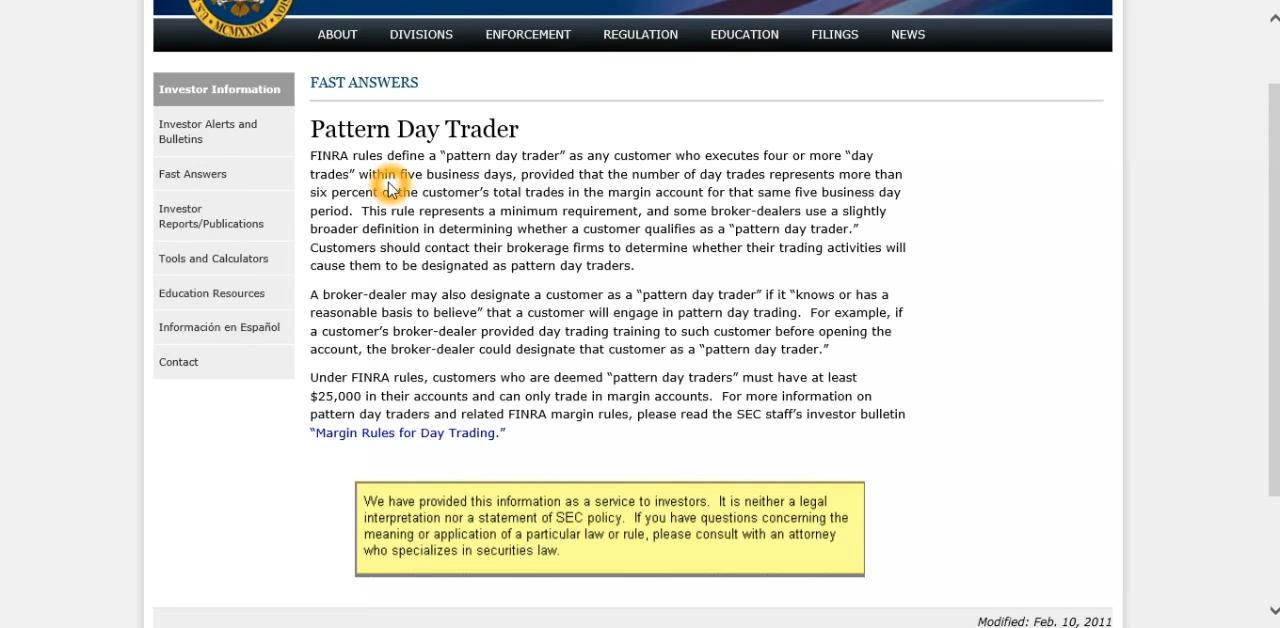 MCMXXXIV
ABOUT DIVISIONS ENFORCEMENT REGULATION EDUCATION FILINGS NEWS
Investor Information
Investor Alerts and
Bulletins
Fast Answers
Investor
Reports/Publications
Tools and Calculators
Education Resources
Información en Español
Contact
FAST ANSWERS
Pattern Day Trader
FINRA rules define a “pattern day trader” as any customer who executes four or more “day
trades” within five business days, provided that the number of day trades represents more than
six percent of the customer’s total trades in the margin account for that same five business day
period.  This rule represents a minimum requirement, and some broker-dealers use a slightly
broader definition in determining whether a customer qualifies as a “pattern day trader.”
Customers should contact their brokerage firms to determine whether their trading activities will
cause them to be designated as pattern day traders.
A broker-dealer may also designate a customer as a “pattern day trader” if it “knows or has a
reasonable basis to believe” that a customer will engage in pattern day trading.  For example, if
a customer’s broker-dealer provided day trading training to such customer before opening the
account, the broker-dealer could designate that customer as a “pattern day trader.”
Under FINRA rules, customers who are deemed “pattern day traders” must have at least
$25,000 in their accounts and can only trade in margin accounts.  For more information on
pattern day traders and related FINRA margin rules, please read the SEC staff’s investor bulletin
“Margin Rules for Day Trading.”
We have provided this information as a service to investors.  It is neither a legal
interpretation nor a statement of SEC policy.  If you have questions concerning the
meaning or application of a particular law or rule, please consult with an attorney
who specializes in securities law.
Modified: Feb. 10, 2011